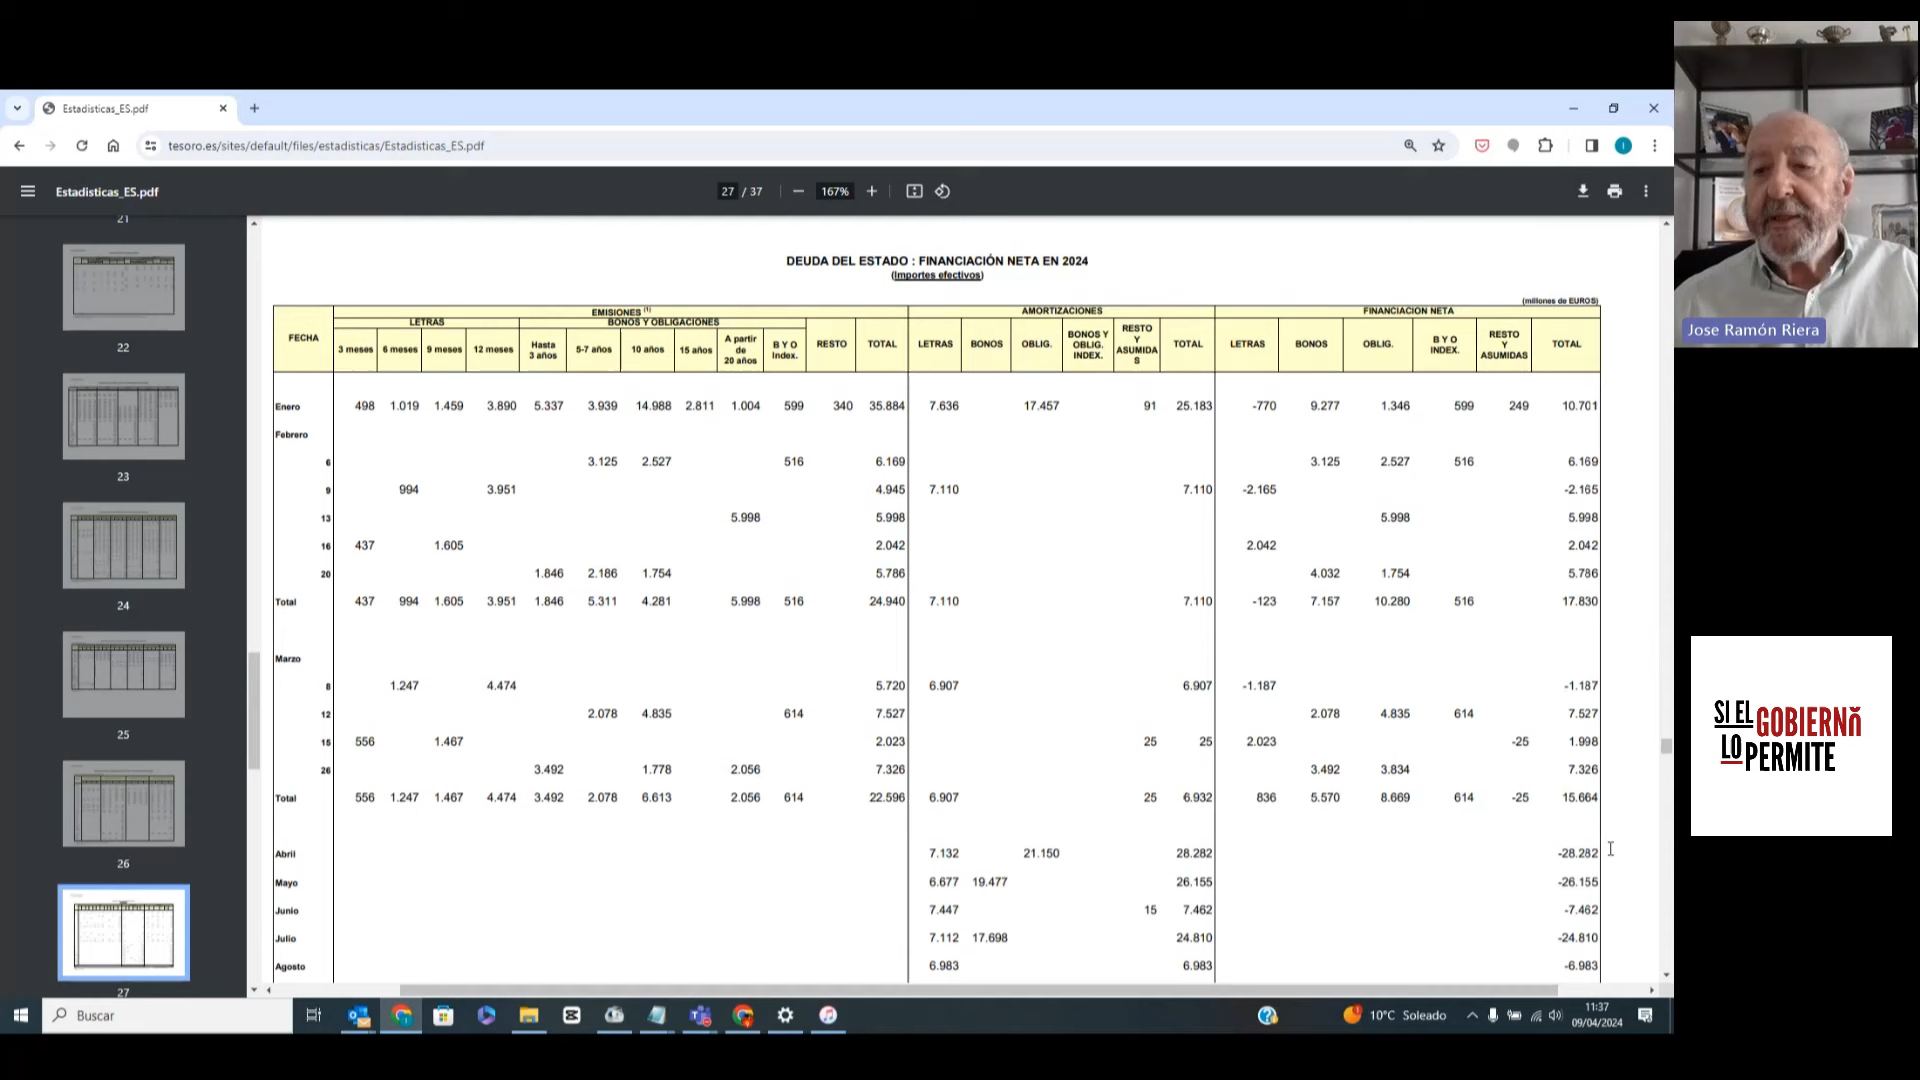 Estadisticas_ES.pdf
tesoro.es/sites/default/files/estadisticas/Estadisticas_ES.pdf
Estadisticas_ES.pdf
27 / 37
167%
21
22
23
24
25
26
27
DEUDA DEL ESTADO : FINANCIACIÓN NETA EN 2024
(Importes efectivos)
(millones de EUROS)
FECHA EMISIONES (1) AMORTIZACIONES FINANCIACION NETA
LETRAS BONOS Y OBLIGACIONES
3 meses 6 meses 9 meses 12 meses Hasta 3 años 5-7 años 10 años 15 años A partir de 20 años B Y O Index. RESTO TOTAL LETRAS BONOS OBLIG. BONOS Y OBLIG. INDEX. RESTO Y ASUMIDAS TOTAL LETRAS BONOS OBLIG. B Y O INDEX. RESTO Y ASUMIDAS TOTAL
Enero 498 1.019 1.459 3.890 5.337 3.939 14.988 2.811 1.004 599 340 35.884 7.636 17.457 91 25.183 -770 9.277 1.346 599 249 10.701
Febrero
6 3.125 2.527 516 6.169 3.125 2.527 516 6.169
9 994 3.951 4.945 7.110 7.110 -2.165 -2.165
13 5.998 5.998 5.998 5.998
16 437 1.605 2.042 2.042 2.042
20 1.846 2.186 1.754 5.786 4.032 1.754 5.786
Total 437 994 1.605 3.951 1.846 5.311 4.281 5.998 516 24.940 7.110 7.110 -123 7.157 10.280 516 17.830
Marzo
8 1.247 4.474 5.720 6.907 6.907 -1.187 -1.187
12 2.078 4.835 614 7.527 2.078 4.835 614 7.527
15 556 1.467 2.023 25 25 2.023 -25 1.998
26 3.492 1.778 2.056 7.326 3.492 3.834 7.326
Total 556 1.247 1.467 4.474 3.492 2.078 6.613 2.056 614 22.596 6.907 25 6.932 836 5.570 8.669 614 -25 15.664
Abril 7.132 21.150 28.282 -28.282
Mayo 6.677 19.477 26.155 -26.155
Junio 7.447 15 7.462 -7.462
Julio 7.112 17.698 24.810 -24.810
Agosto 6.983 6.983 -6.983
Jose Ramón Riera
SI EL GOBIERNO
LO PERMITE
Buscar
10°C Soleado
11:37
09/04/2024